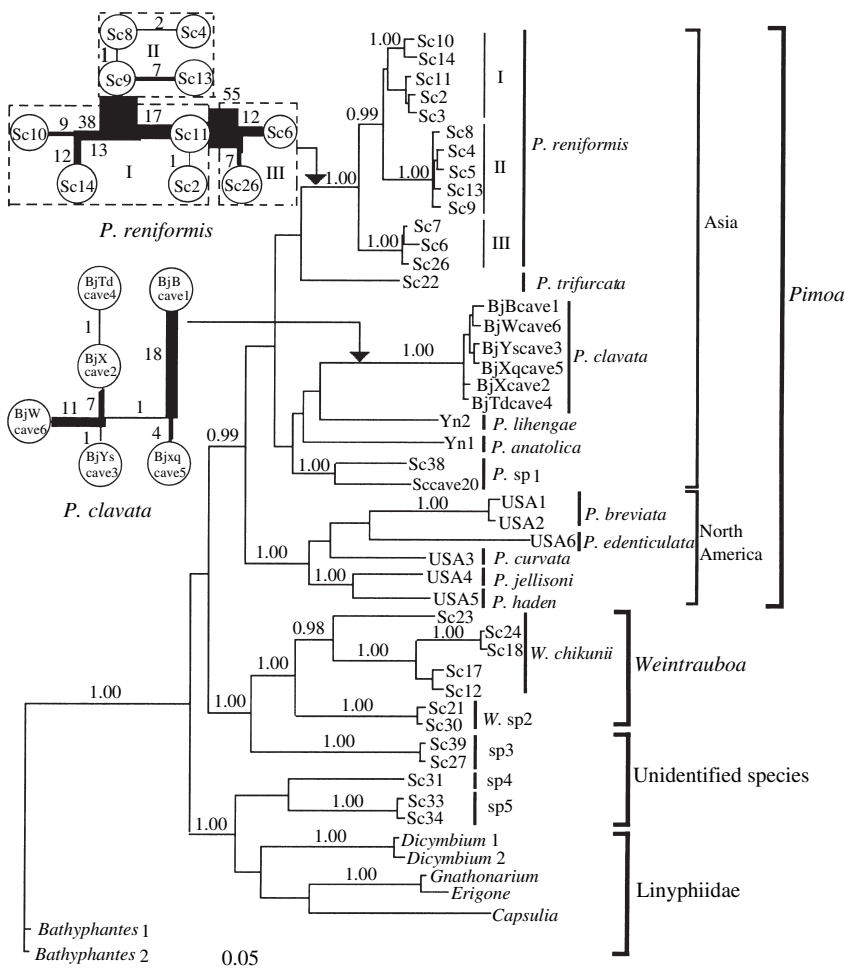 Sc8
2
Sc4
1
II
Sc9
7
Sc13
55
Sc10
9
38
17
Sc11
12
Sc6
13
12
I
1
7
III
Sc14
Sc2
Sc26
P. reniformis
BjTd
cave4
BjB
cave1
1
18
BjX
cave2
BjW
cave6
11
7
1
1
4
BjYs
cave3
Bjxq
cave5
P. clavata
1.00
Sc10
Sc14
Sc11
Sc2
Sc3
I
0.99
Sc8
Sc4
Sc5
Sc13
Sc9
1.00
II
P. reniformis
1.00
Sc7
Sc6
Sc26
1.00
III
Sc22
P. trifurcata
BjBcave1
BjWcave6
BjYscave3
BjXqcave5
BjXcave2
BjTdcave4
1.00
P. clavata
Yn2
P. lihengae
Yn1
P. anatolica
1.00
Sc38
Sccave20
P. sp1
Asia
0.99
1.00
USA1
USA2
P. breviata
USA6
P. edenticulata
1.00
USA3
P. curvata
1.00
USA4
P. jellisoni
USA5
P. haden
North
America
Pimoa
Sc23
0.98
1.00
Sc24
Sc18
1.00
Sc17
Sc12
W. chikunii
1.00
1.00
Sc21
Sc30
W. sp2
Weintrauboa
1.00
1.00
Sc39
Sc27
sp3
Sc31
sp4
1.00
Sc33
Sc34
sp5
Unidentified species
1.00
1.00
1.00
Dicymbium 1
Dicymbium 2
1.00
Gnathonarium
Erigone
Capsulia
Linyphiidae
Bathyphantes 1
Bathyphantes 2
0.05